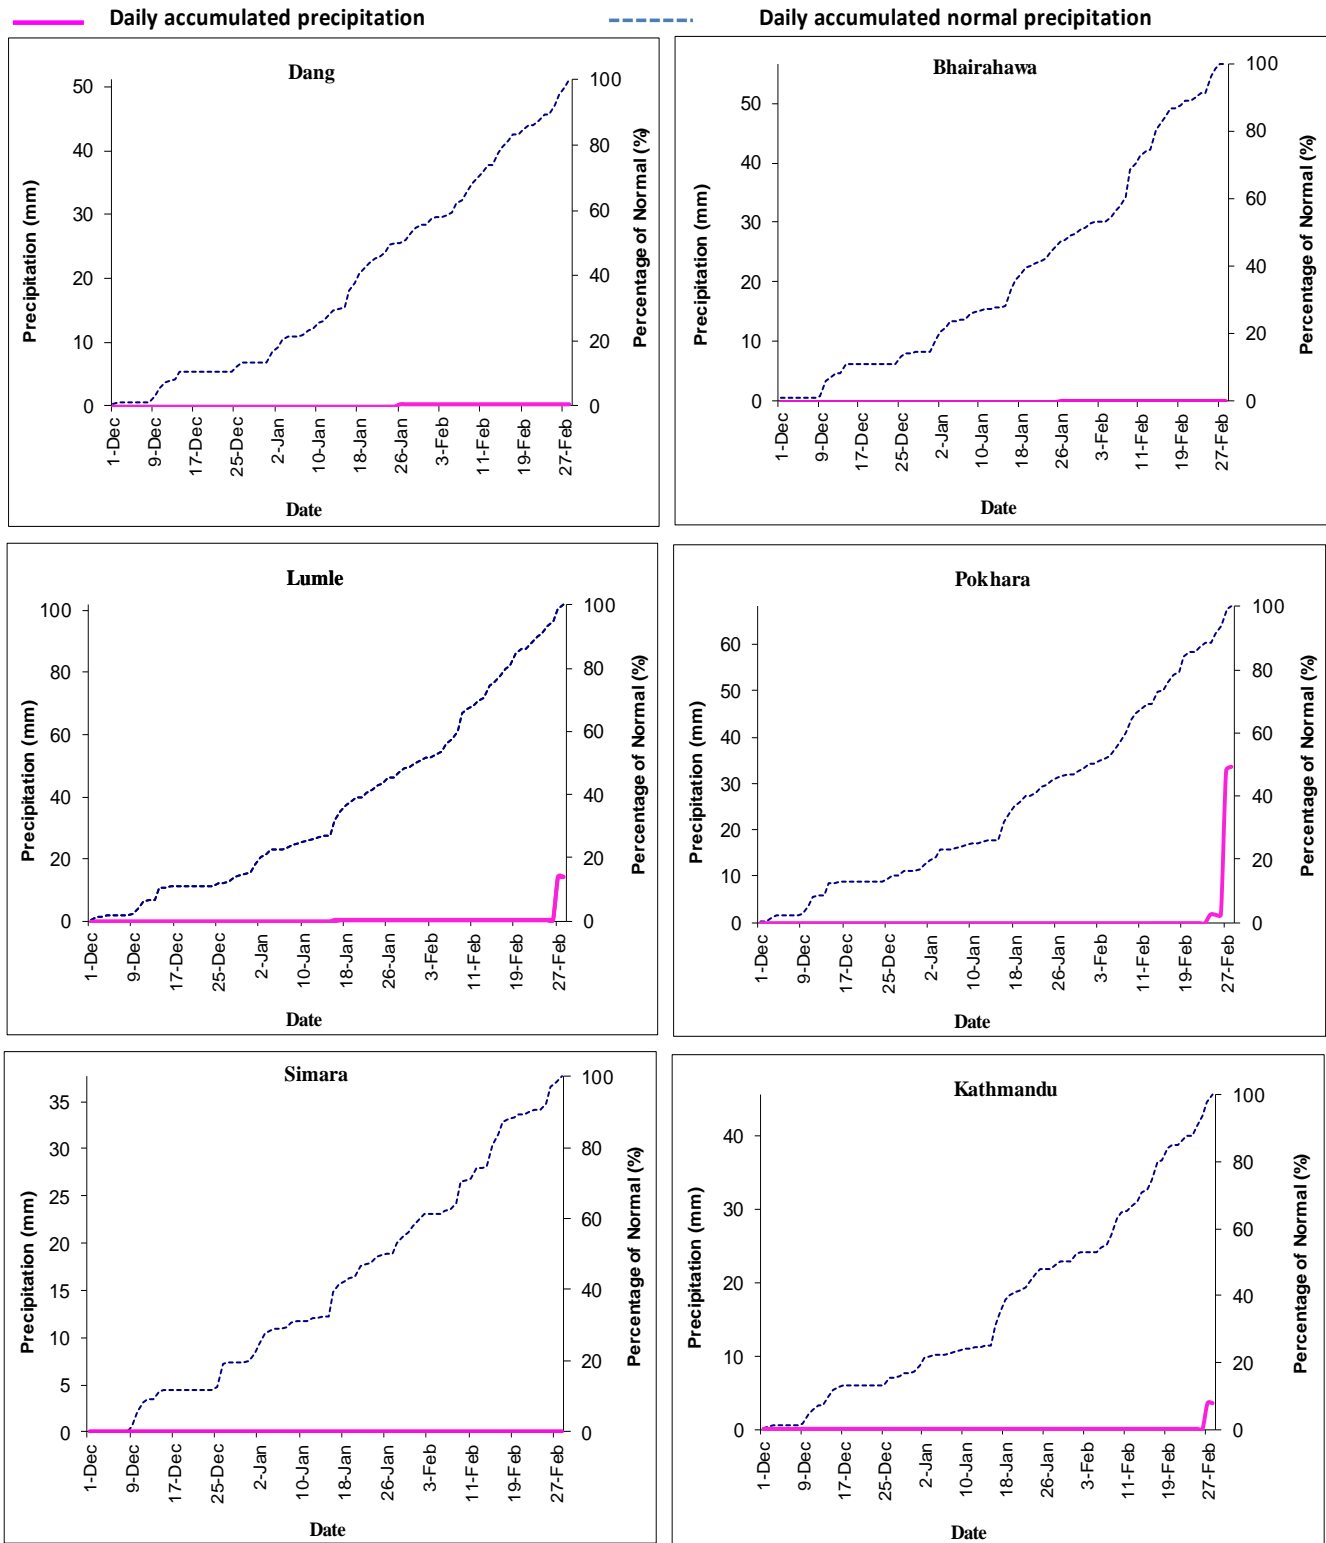 Daily accumulated precipitation Daily accumulated normal precipitation
Dang
Precipitation (mm)
50
40
30
20
10
0
100
80
60
40
20
0
Percentage of Normal (%)
1-Dec 9-Dec 17-Dec 25-Dec 2-Jan 10-Jan 18-Jan 26-Jan 3-Feb 11-Feb 19-Feb 27-Feb
Date
Bhairahawa
Precipitation (mm)
50
40
30
20
10
0
100
80
60
40
20
0
Percentage of Normal (%)
1-Dec 9-Dec 17-Dec 25-Dec 2-Jan 10-Jan 18-Jan 26-Jan 3-Feb 11-Feb 19-Feb 27-Feb
Date
Lumle
Precipitation (mm)
100
80
60
40
20
0
100
80
60
40
20
0
Percentage of Normal (%)
1-Dec 9-Dec 17-Dec 25-Dec 2-Jan 10-Jan 18-Jan 26-Jan 3-Feb 11-Feb 19-Feb 27-Feb
Date
Pokhara
Precipitation (mm)
60
50
40
30
20
10
0
100
80
60
40
20
0
Percentage of Normal (%)
1-Dec 9-Dec 17-Dec 25-Dec 2-Jan 10-Jan 18-Jan 26-Jan 3-Feb 11-Feb 19-Feb 27-Feb
Date
Simara
Precipitation (mm)
35
30
25
20
15
10
5
0
100
80
60
40
20
0
Percentage of Normal (%)
1-Dec 9-Dec 17-Dec 25-Dec 2-Jan 10-Jan 18-Jan 26-Jan 3-Feb 11-Feb 19-Feb 27-Feb
Date
Kathmandu
Precipitation (mm)
40
30
20
10
0
100
80
60
40
20
0
Percentage of Normal (%)
1-Dec 9-Dec 17-Dec 25-Dec 2-Jan 10-Jan 18-Jan 26-Jan 3-Feb 11-Feb 19-Feb 27-Feb
Date